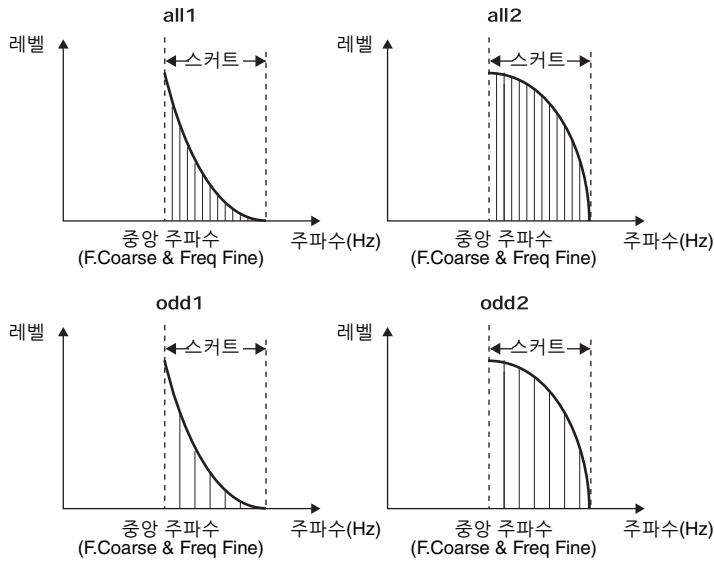 all1
레벨
스커트
중앙 주파수
(F.Coarse & Freq Fine)
주파수(Hz)
all2
레벨
스커트
중앙 주파수
(F.Coarse & Freq Fine)
주파수(Hz)
odd1
레벨
스커트
중앙 주파수
(F.Coarse & Freq Fine)
주파수(Hz)
odd2
레벨
스커트
중앙 주파수
(F.Coarse & Freq Fine)
주파수(Hz)